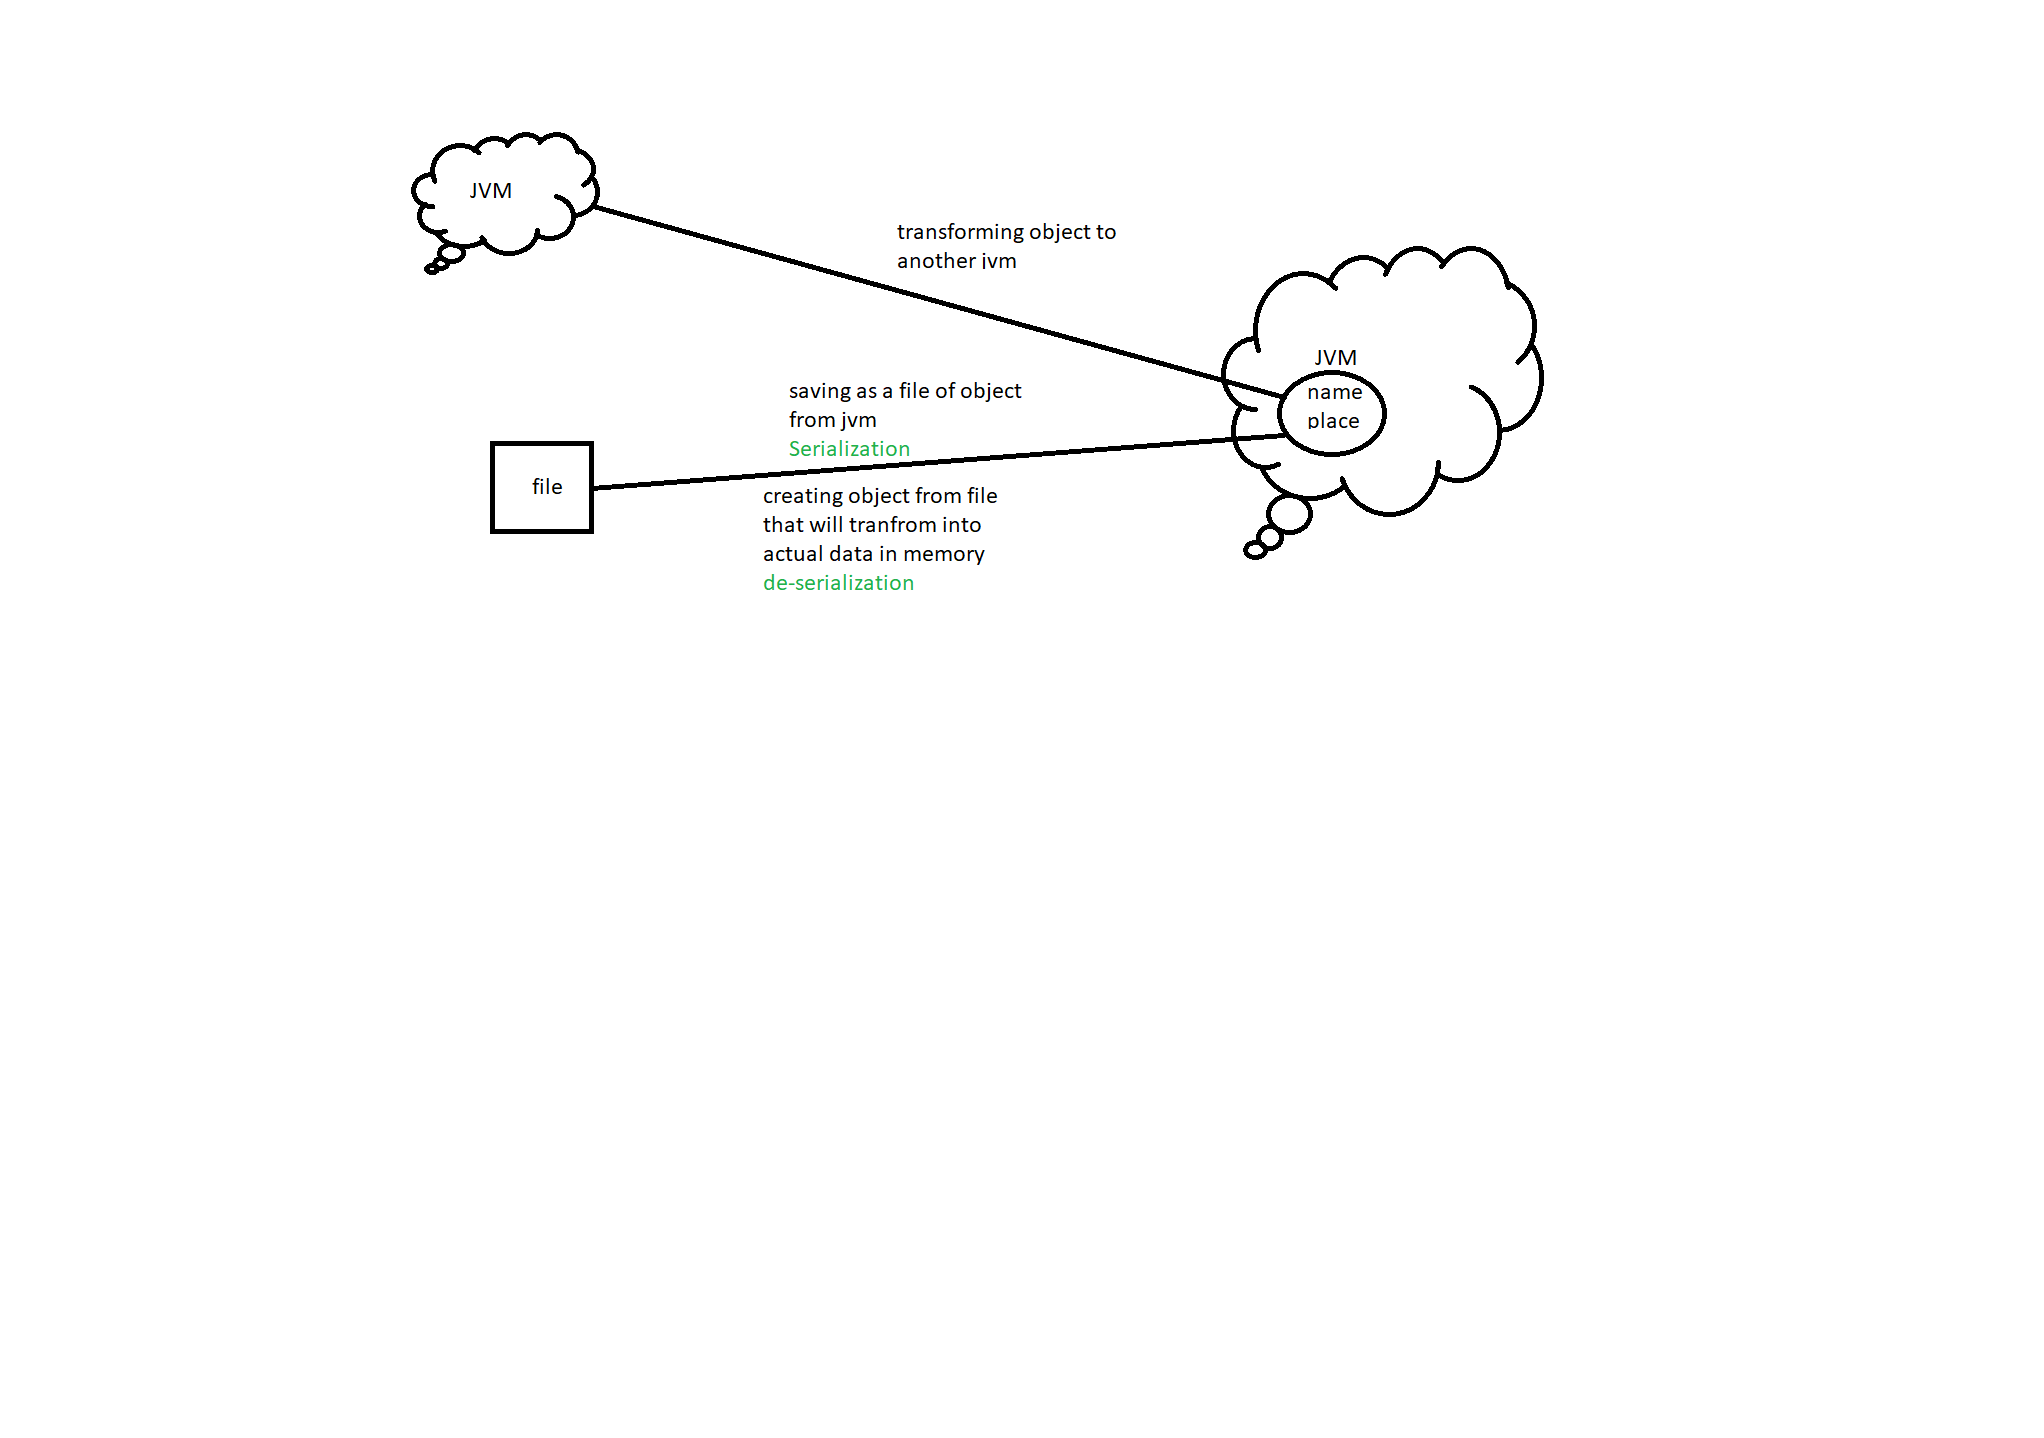 JVM
transforming object to
another jvm
JVM
name
place
saving as a file of object
from jvm
Serialization
file
creating object from file
that will tranfrom into
actual data in memory
de-serialization